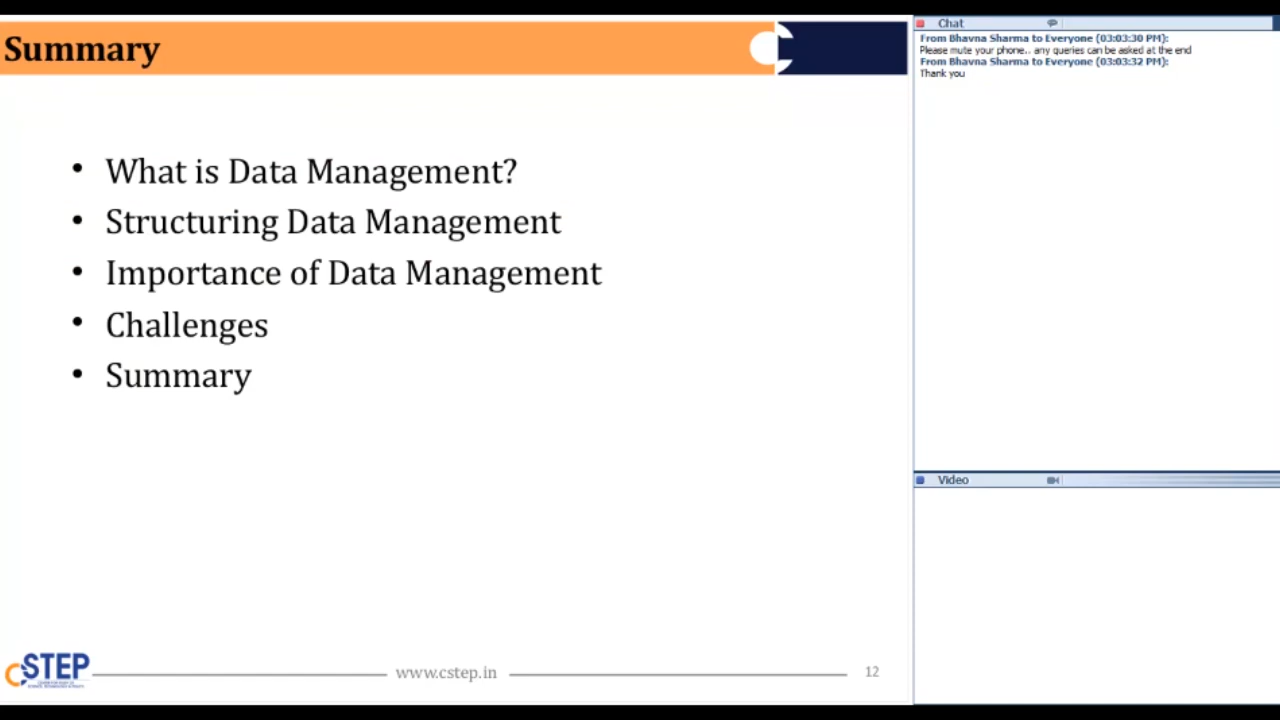 Summary
• What is Data Management?
• Structuring Data Management
• Importance of Data Management
• Challenges
• Summary
CSTEP
www.cstep.in
12
Chat
From Bhavna Sharma to Everyone (03:03:30 PM):
Please mute your phone.. any queries can be asked at the end
From Bhavna Sharma to Everyone (03:03:32 PM):
Thank you
Video